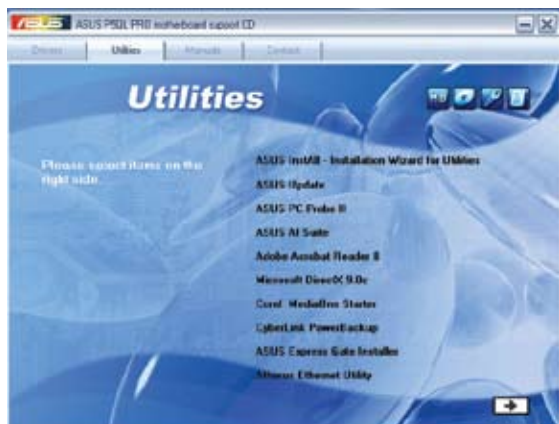 ASUS P5QL PRO motherboard support CD
Drivers
Utilities
Manuals
Contact
Utilities
Please select items on the
right side.
ASUS InstAll - Installation Wizard for Utilities
ASUS Update
ASUS PC Probe II
ASUS AI Suite
Adobe Acrobat Reader 8
Microsoft DirectX 9.0c
Corel MediaOne Starter
CyberLink PowerBackup
ASUS Express Gate Installer
Atheros Ethernet Utility